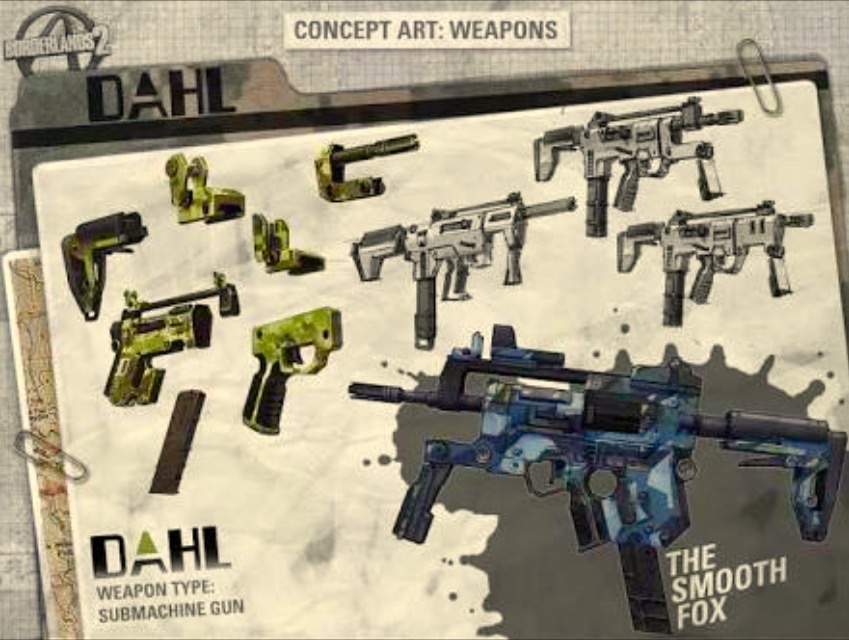 BORDERLANDS 2
CONCEPT ART: WEAPONS
DAHL
DAHL
WEAPON TYPE:
SUBMACHINE GUN
THE
SMOOTH
FOX